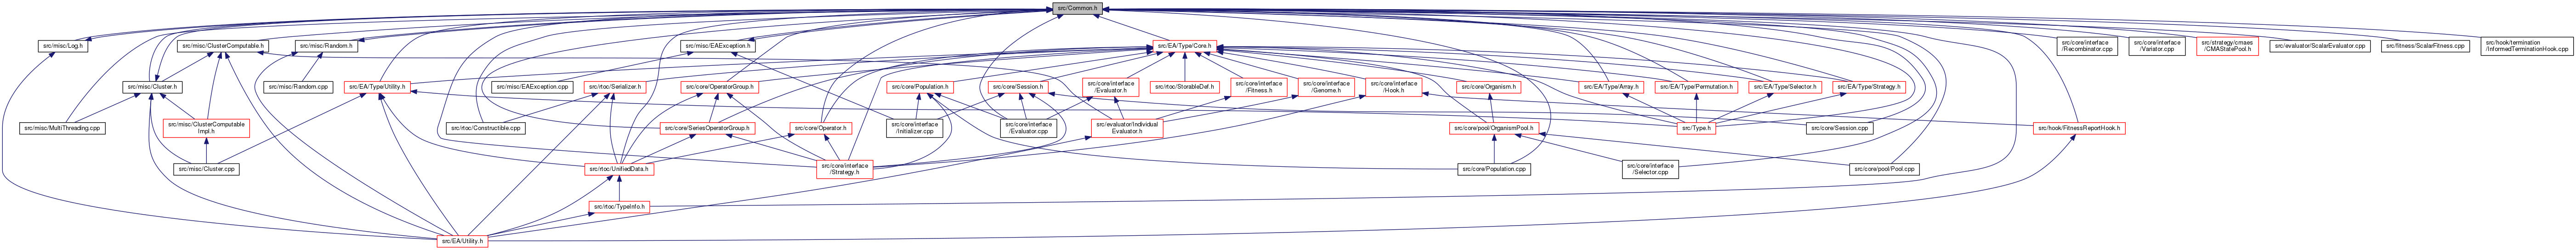 src/Common.h
src/misc/Log.h
src/misc/ClusterComputable.h
src/misc/Random.h
src/misc/EAException.h
src/EA/Type/Core.h
src/core/interface
/Recombinator.cpp
src/core/interface
/Variator.cpp
src/strategy/cmaes
/CMAStatePool.h
src/evaluator/ScalarEvaluator.cpp
src/fitness/ScalarFitness.cpp
src/hook/termination
/InformedTerminationHook.cpp
src/misc/Cluster.h
src/misc/Random.cpp
src/EA/Type/Utility.h
src/misc/EAException.cpp
src/rtoc/Serializer.h
src/core/OperatorGroup.h
src/core/Population.h
src/core/Session.h
src/core/interface
/Evaluator.h
src/rtoc/StorableDef.h
src/core/interface
/Fitness.h
src/core/interface
/Genome.h
src/core/interface
/Hook.h
src/core/Organism.h
src/EA/Type/Array.h
src/EA/Type/Permutation.h
src/EA/Type/Selector.h
src/EA/Type/Strategy.h
src/misc/MultiThreading.cpp
src/misc/ClusterComputable
Impl.h
src/rtoc/Constructible.cpp
src/core/SeriesOperatorGroup.h
src/core/Operator.h
src/core/interface
/Initializer.cpp
src/core/interface
/Evaluator.cpp
src/evaluator/Individual
Evaluator.h
src/core/pool/OrganismPool.h
src/Type.h
src/core/Session.cpp
src/hook/FitnessReportHook.h
src/misc/Cluster.cpp
src/rtoc/UnifiedData.h
src/core/interface
/Strategy.h
src/core/Population.cpp
src/core/interface
/Selector.cpp
src/core/pool/Pool.cpp
src/rtoc/TypeInfo.h
src/EA/Utility.h